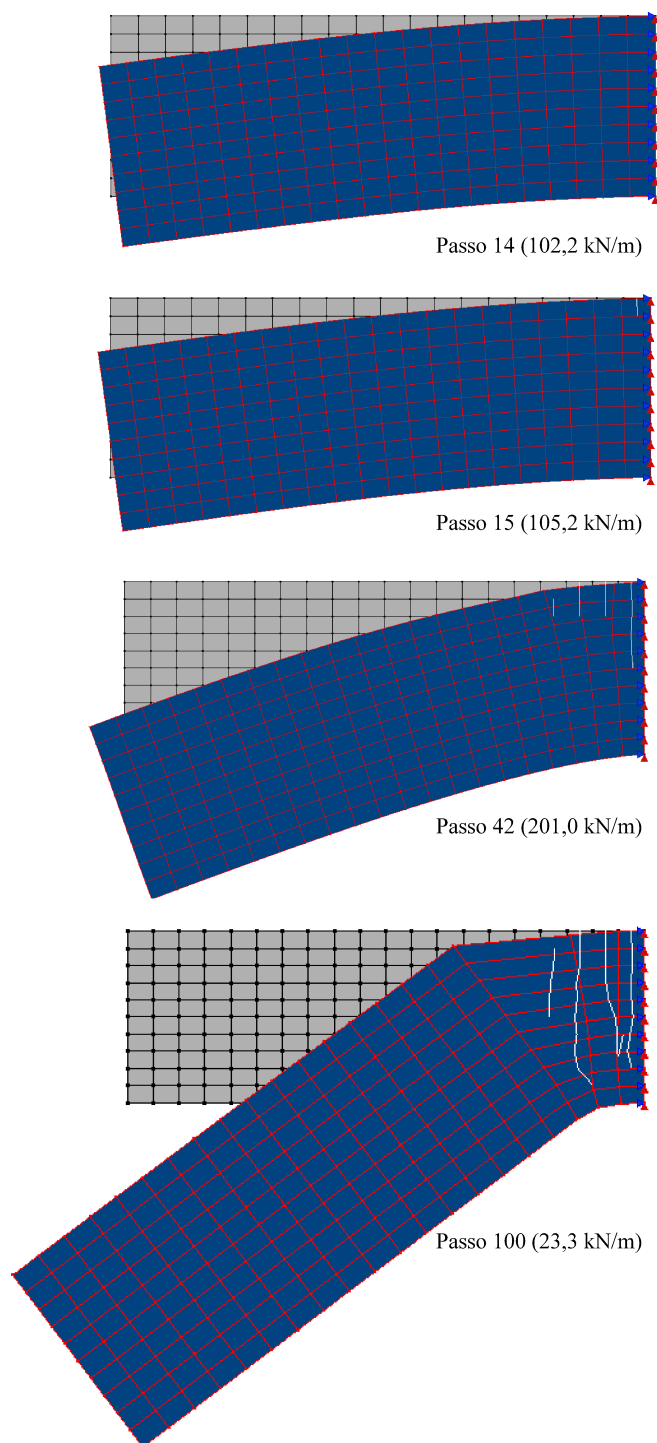 Passo 14 (102,2 kN/m)
Passo 15 (105,2 kN/m)
Passo 42 (201,0 kN/m)
Passo 100 (23,3 kN/m)